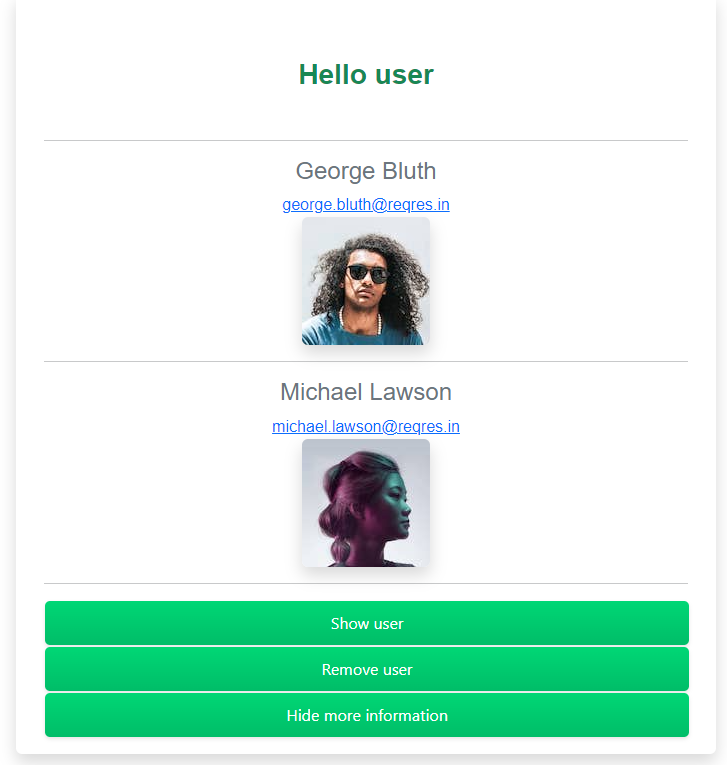 Hello user
George Bluth
george.bluth@reqres.in
Michael Lawson
michael.lawson@reqres.in
Show user
Remove user
Hide more information